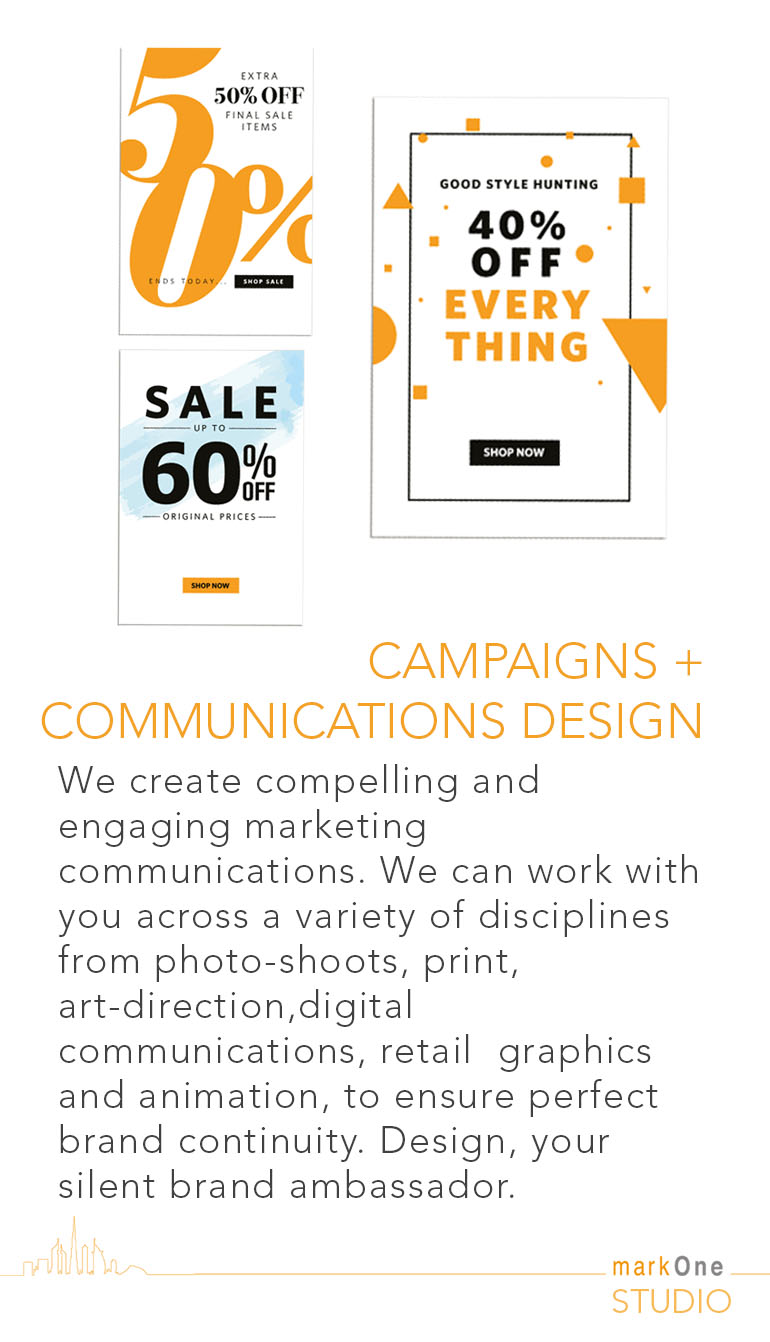 EXTRA
50% OFF
FINAL SALE
ITEMS
50%
ENDS TODAY...
SHOP SALE
GOOD STYLE HUNTING
40%
OFF
EVERY
THING
SHOP NOW
SALE
UP TO
60% OFF
ORIGINAL PRICES
SHOP NOW
CAMPAIGNS +
COMMUNICATIONS DESIGN
We create compelling and
engaging marketing
communications. We can work with
you across a variety of disciplines
from photo-shoots, print,
art-direction,digital
communications, retail  graphics
and animation, to ensure perfect
brand continuity. Design, your
silent brand ambassador.
markOne
STUDIO